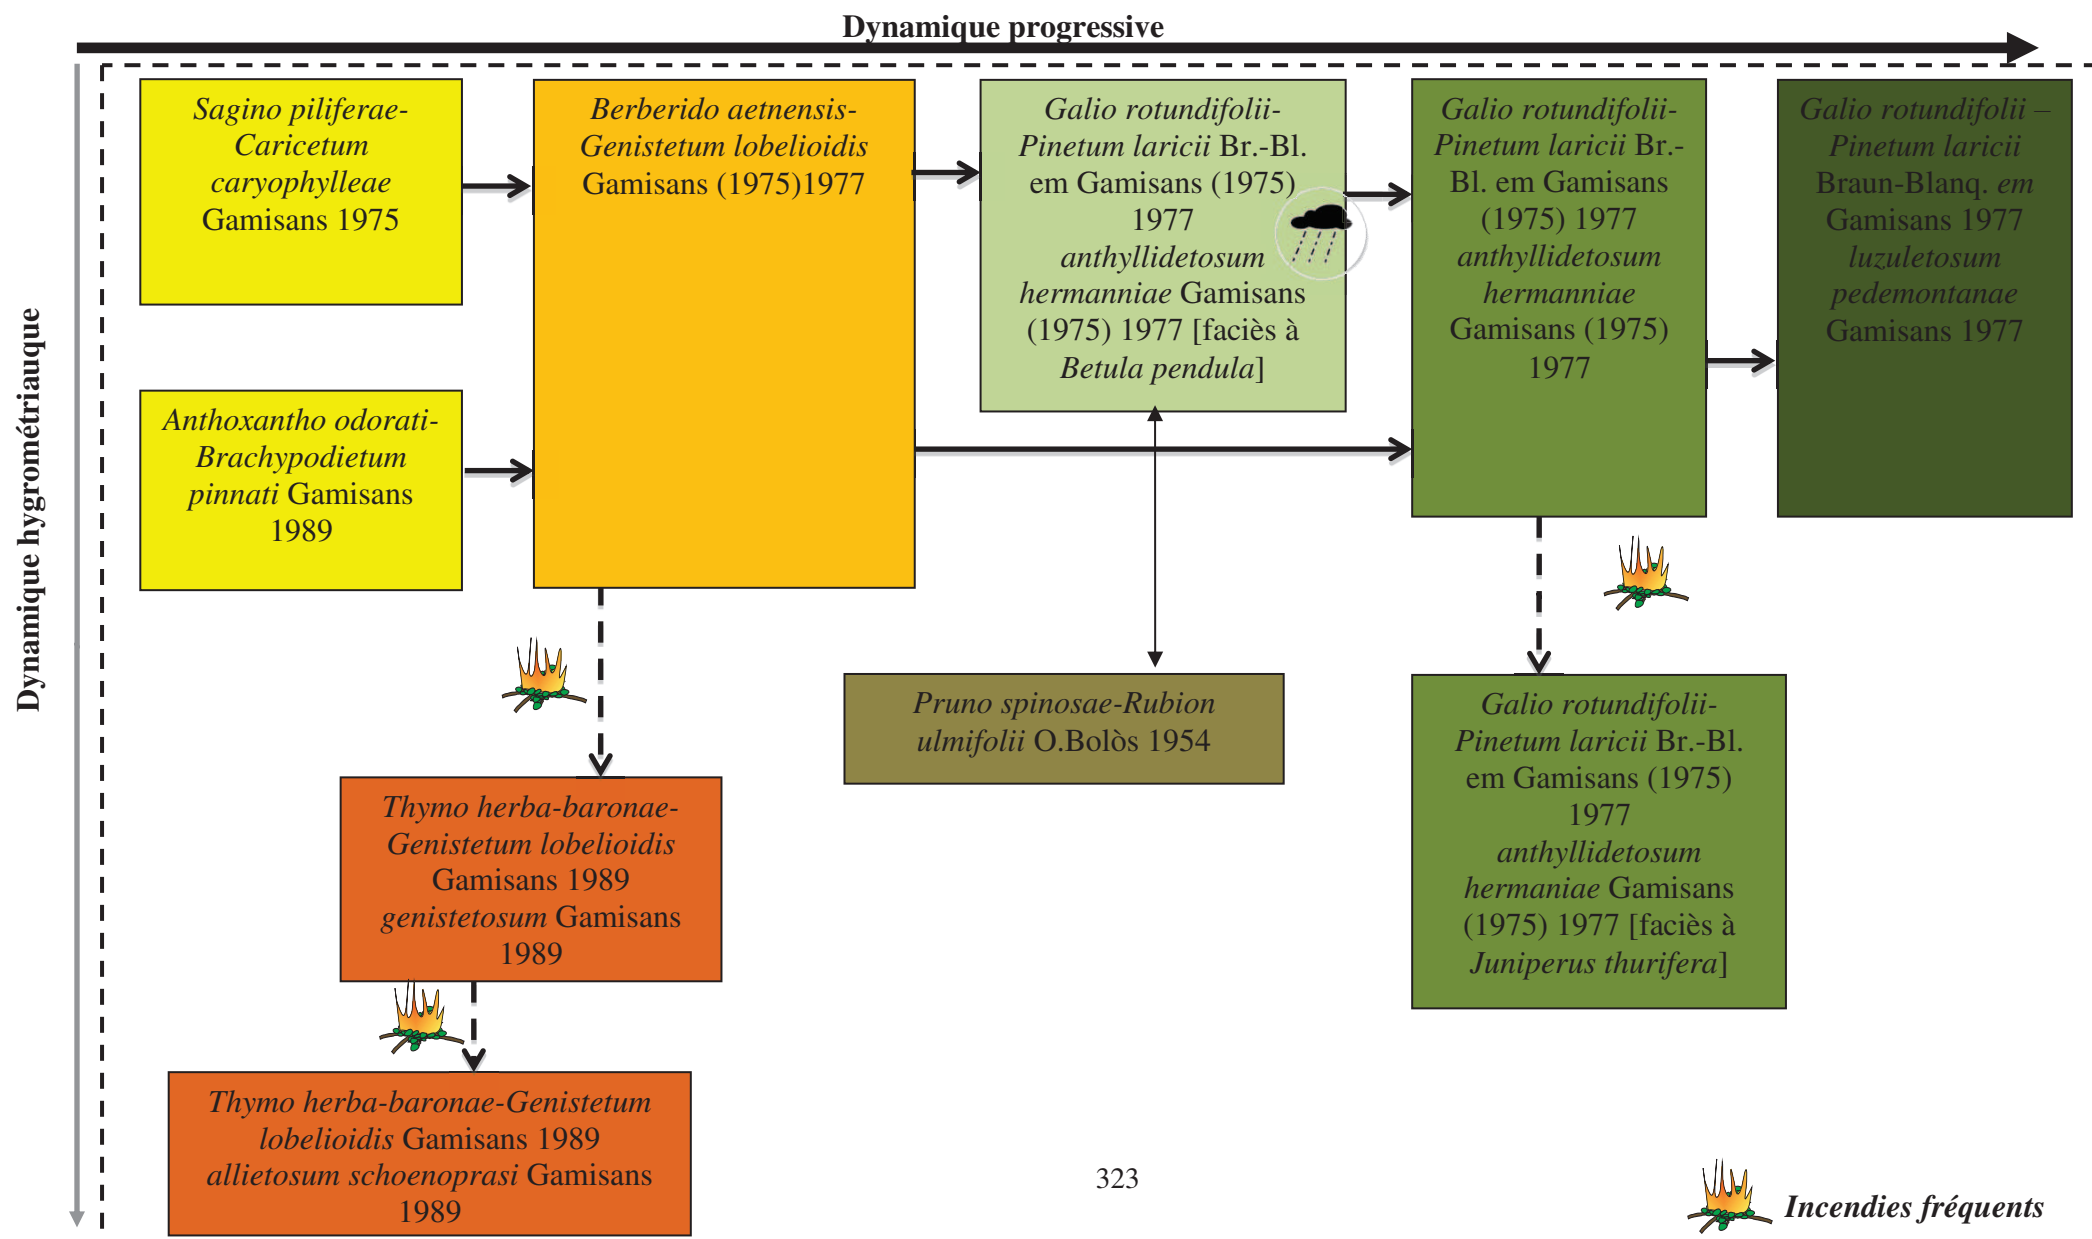 Dynamique progressive
Dynamique hygrométriauque
Sagino piliferae-
Caricetum
caryophylleae
Gamisans 1975
Anthoxantho odorati-
Brachypodietum
pinnati Gamisans
1989
Berberido aetnensis-
Genistetum lobelioidis
Gamisans (1975)1977
Galio rotundifolii-
Pinetum laricii Br.-Bl.
em Gamisans (1975)
1977
anthyllidetosum
hermanniae Gamisans
(1975) 1977 [faciès à
Betula pendula]
Galio rotundifolii-
Pinetum laricii Br.-
Bl. em Gamisans
(1975) 1977
anthyllidetosum
hermanniae
Gamisans (1975)
1977
Galio rotundifolii –
Pinetum laricii
Braun-Blanq. em
Gamisans 1977
luzuletosum
pedemontanae
Gamisans 1977
Pruno spinosae-Rubion
ulmifolii O.Bolòs 1954
Galio rotundifolii-
Pinetum laricii Br.-Bl.
em Gamisans (1975)
1977
anthyllidetosum
hermaniae Gamisans
(1975) 1977 [faciès à
Juniperus thurifera]
Thymo herba-baronae-
Genistetum lobelioidis
Gamisans 1989
genistetosum Gamisans
1989
Thymo herba-baronae-Genistetum
lobelioidis Gamisans 1989
allietosum schoenoprasi Gamisans
1989
323
Incendies fréquents